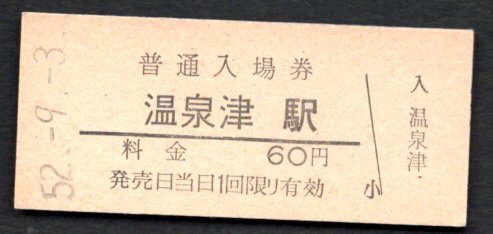 52.-9.-3
普通入場券
温泉津駅
料金 60円
発売日当日1回限り有効
小
入 温泉津